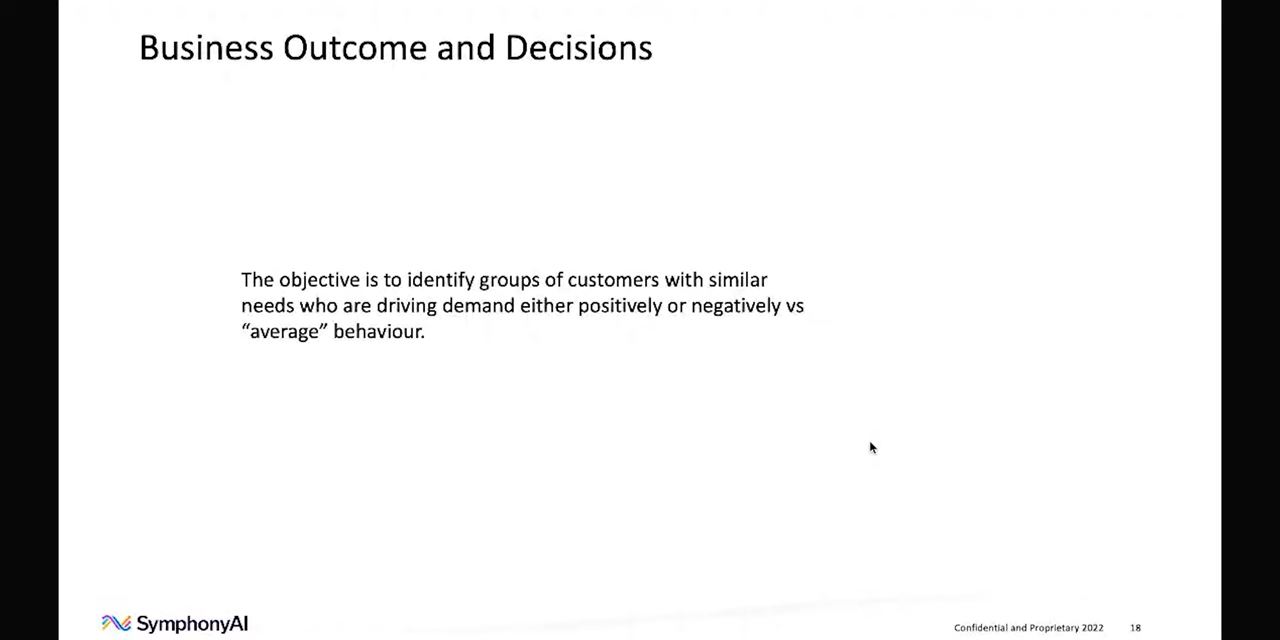 Business Outcome and Decisions
The objective is to identify groups of customers with similar
needs who are driving demand either positively or negatively vs
“average” behaviour.
SymphonyAI
Confidential and Proprietary 2022 18